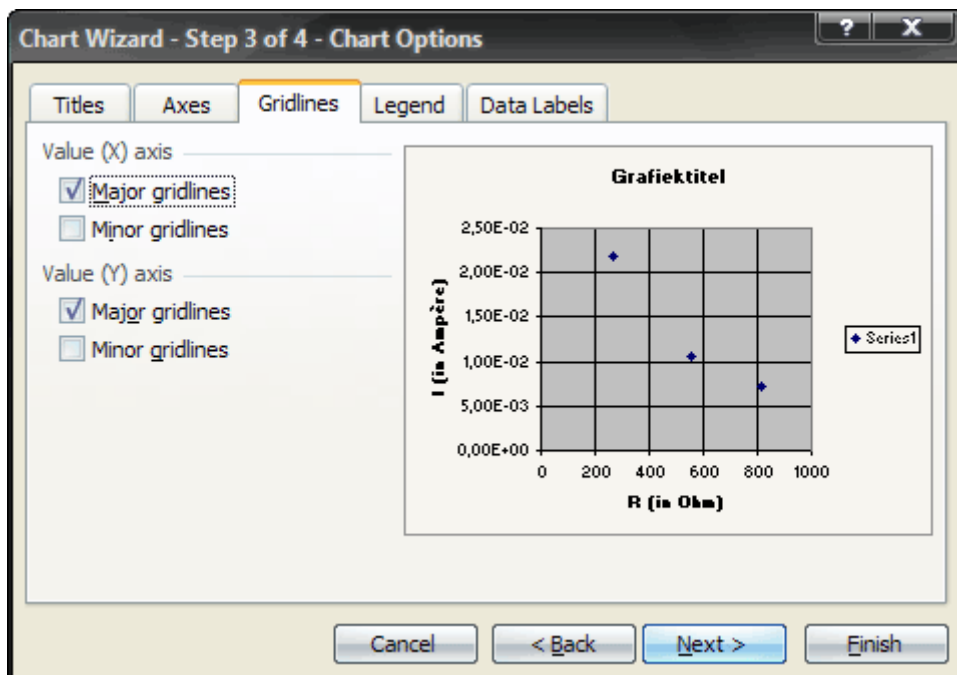 Chart Wizard - Step 3 of 4 - Chart Options
? X
Titles Axes Gridlines Legend Data Labels
Value (X) axis
Major gridlines
Minor gridlines
Value (Y) axis
Major gridlines
Minor gridlines
Grafiektitel
I (in Ampère)
2,50E-02
2,00E-02
1,50E-02
1,00E-02
5,00E-03
0,00E+00
0 200 400 600 800 1000
R (in Ohm)
Series1
Cancel < Back Next > Finish